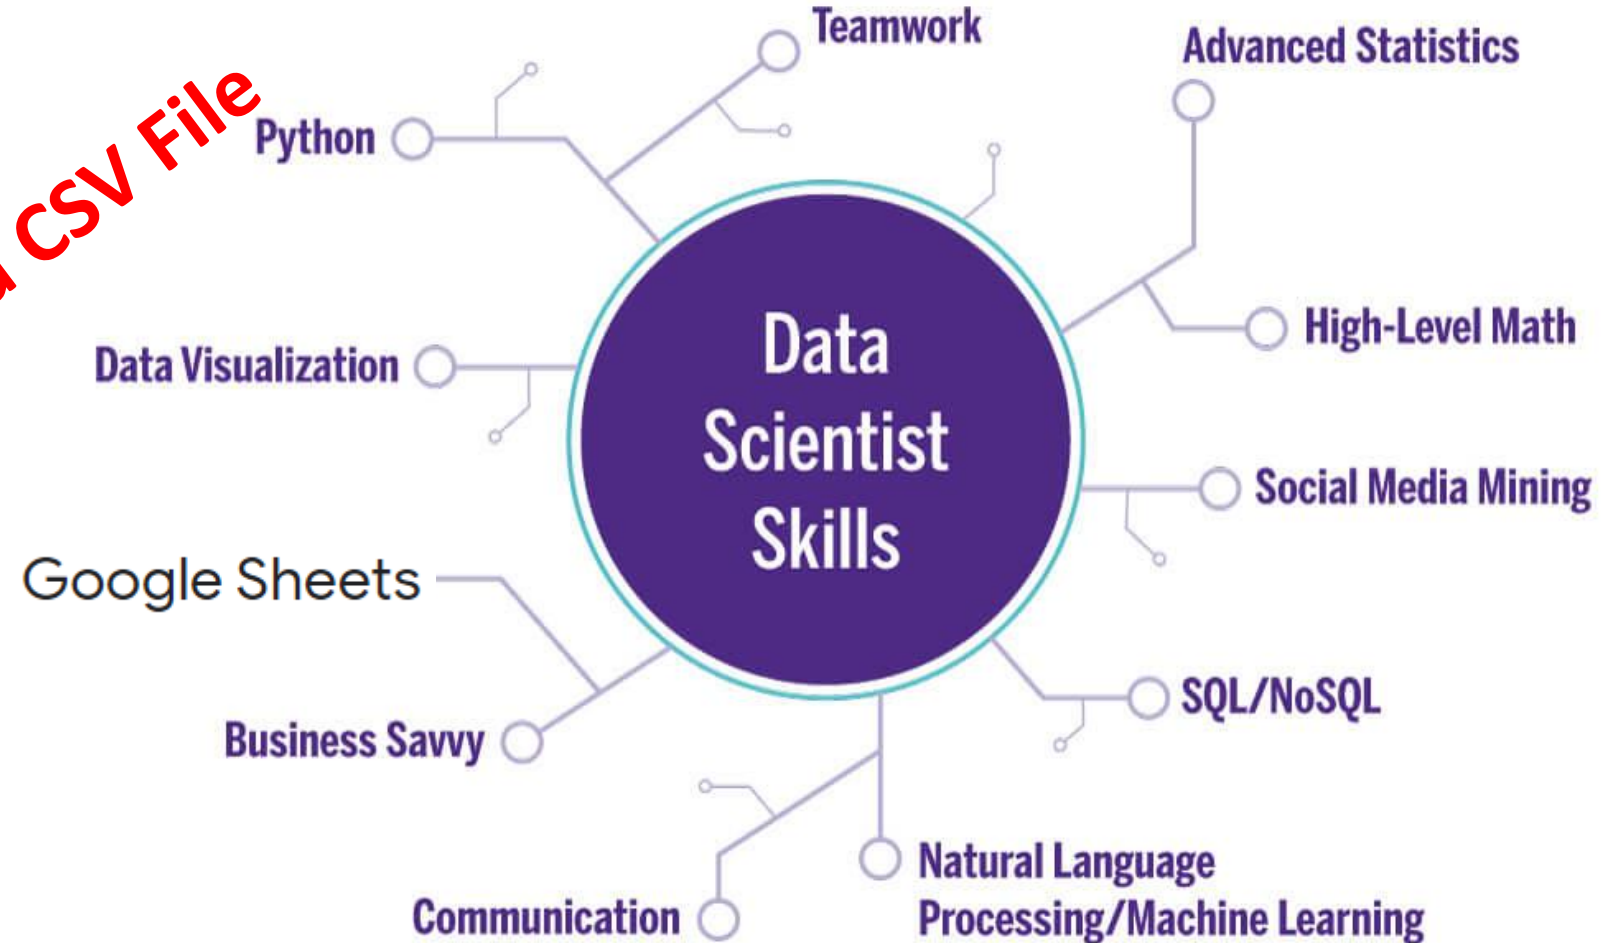 Teamwork
Advanced Statistics
CSV File
Python
High-Level Math
Data Visualization
Data
Scientist
Skills
Social Media Mining
Google Sheets
SQL/NoSQL
Business Savvy
Natural Language
Processing/Machine Learning
Communication